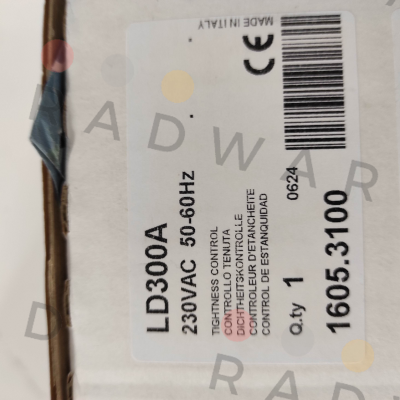 MADE IN ITALY
CE
LD300A
230VAC 50-60Hz
TIGHTNESS CONTROL
CONTROLLO TENUTA
DICHTHEITSKONTROLLE
CONTROLEUR D'ETANCHEITE
CONTROL DE ESTANQUIDAD
0624
Q.ty 1
1605.3100
RADWAR
RADWAR